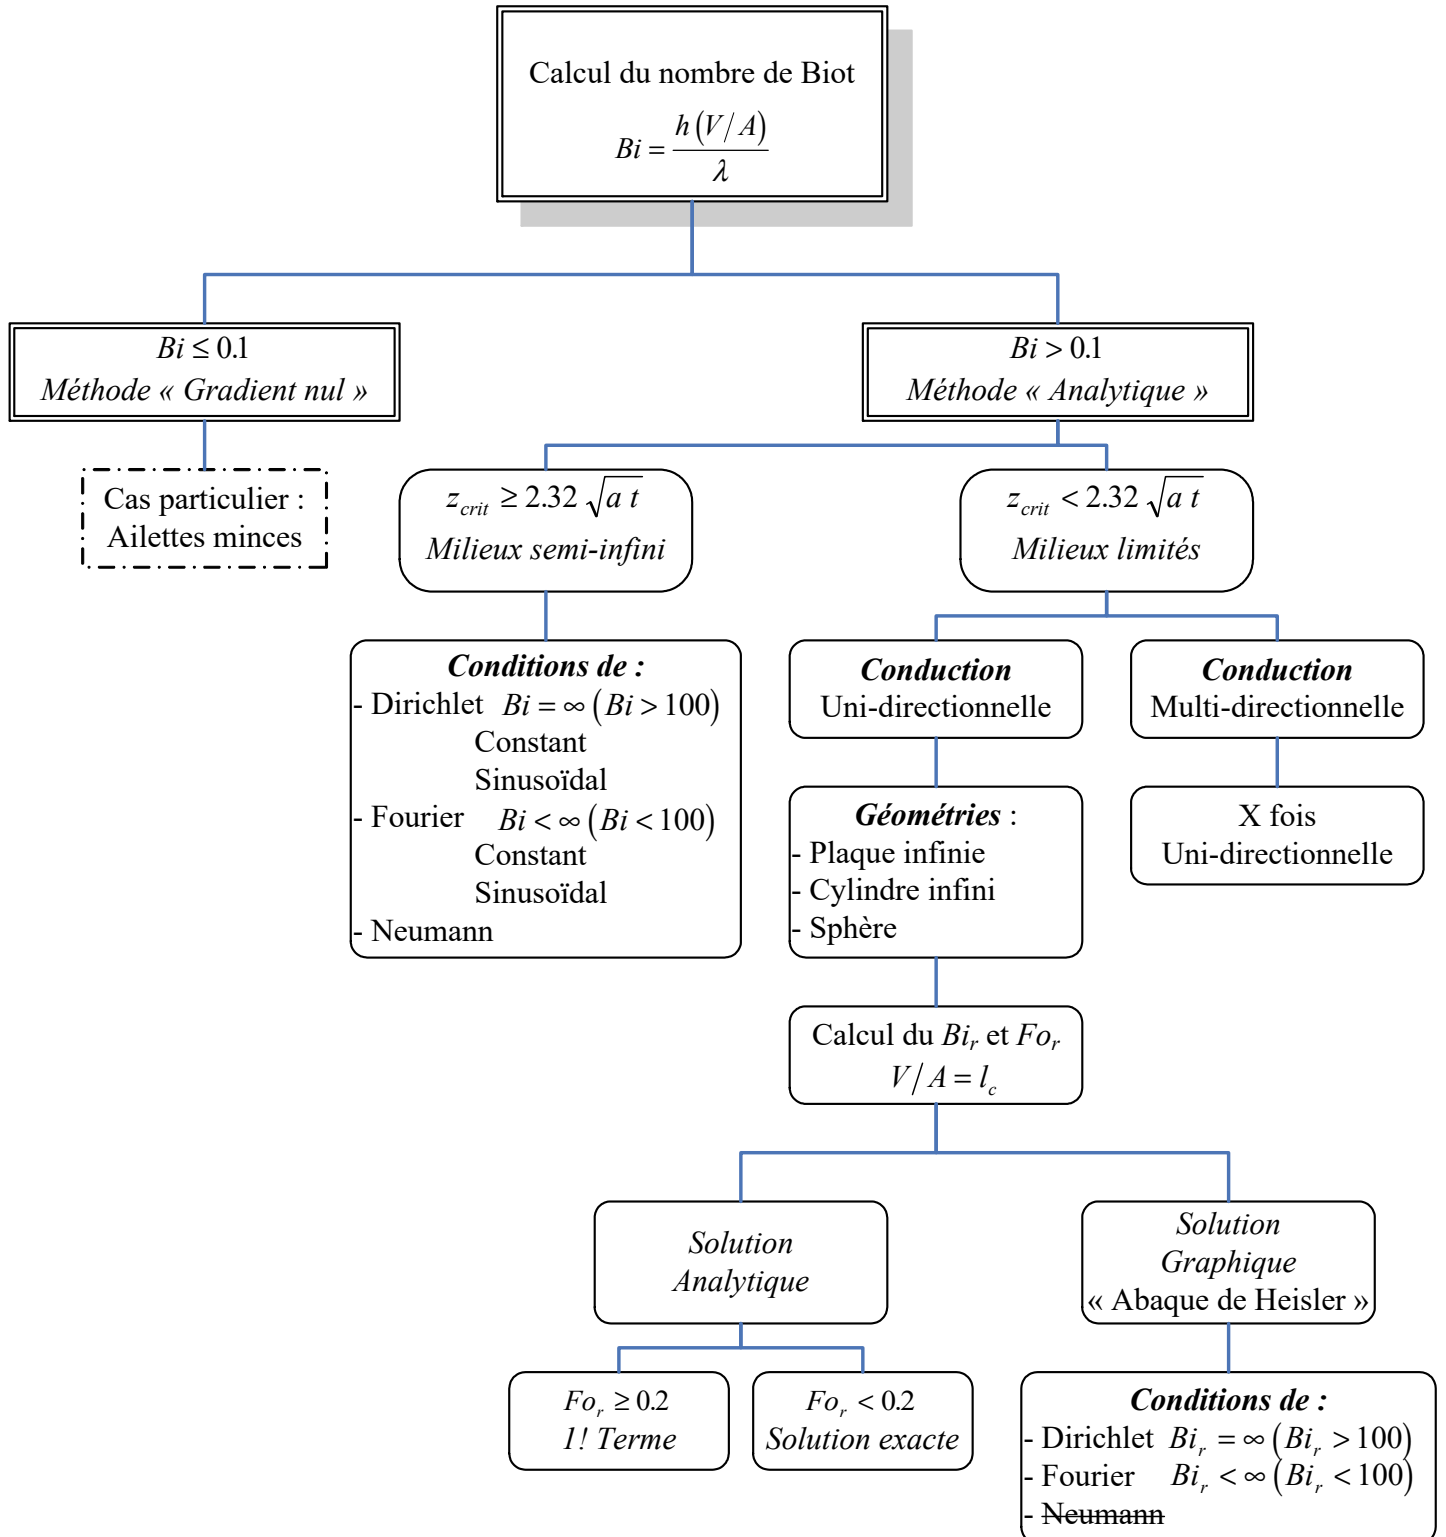 Calcul du nombre de Biot
Bi = h(V/A) / λ
Bi ≤ 0.1
Méthode « Gradient nul »
Bi > 0.1
Méthode « Analytique »
Cas particulier :
Ailettes minces
z_crit ≥ 2.32 √(a t)
Milieux semi-infini
z_crit < 2.32 √(a t)
Milieux limités
Conditions de :
- Dirichlet Bi = ∞ (Bi > 100)
Constant
Sinusoïdal
- Fourier Bi < ∞ (Bi < 100)
Constant
Sinusoïdal
- Neumann
Conduction
Uni-directionnelle
Conduction
Multi-directionnelle
Géométries :
- Plaque infinie
- Cylindre infini
- Sphère
X fois
Uni-directionnelle
Calcul du Bi_r et Fo_r
V/A = l_c
Solution
Analytique
Solution
Graphique
« Abaque de Heisler »
Fo_r ≥ 0.2
1! Terme
Fo_r < 0.2
Solution exacte
Conditions de :
- Dirichlet Bi_r = ∞ (Bi_r > 100)
- Fourier Bi_r < ∞ (Bi_r < 100)
- Neumann